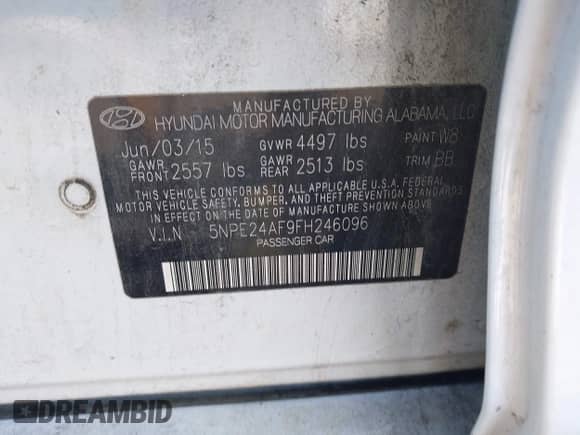 MANUFACTURED BY
HYUNDAI MOTOR MANUFACTURING ALABAMA, LLC
Jun/03/15 GVWR 4497 lbs PAINT W8
GAWR FRONT 2557 lbs GAWR REAR 2513 lbs TRIM BB
THIS VEHICLE CONFORMS TO ALL APPLICABLE U.S.A. FEDERAL
MOTOR VEHICLE SAFETY, BUMPER, AND THEFT PREVENTION STANDARDS
IN EFFECT ON THE DATE OF MANUFACTURE SHOWN ABOVE.
V.I.N 5NPE24AF9FH246096
PASSENGER CAR
DREAMBID